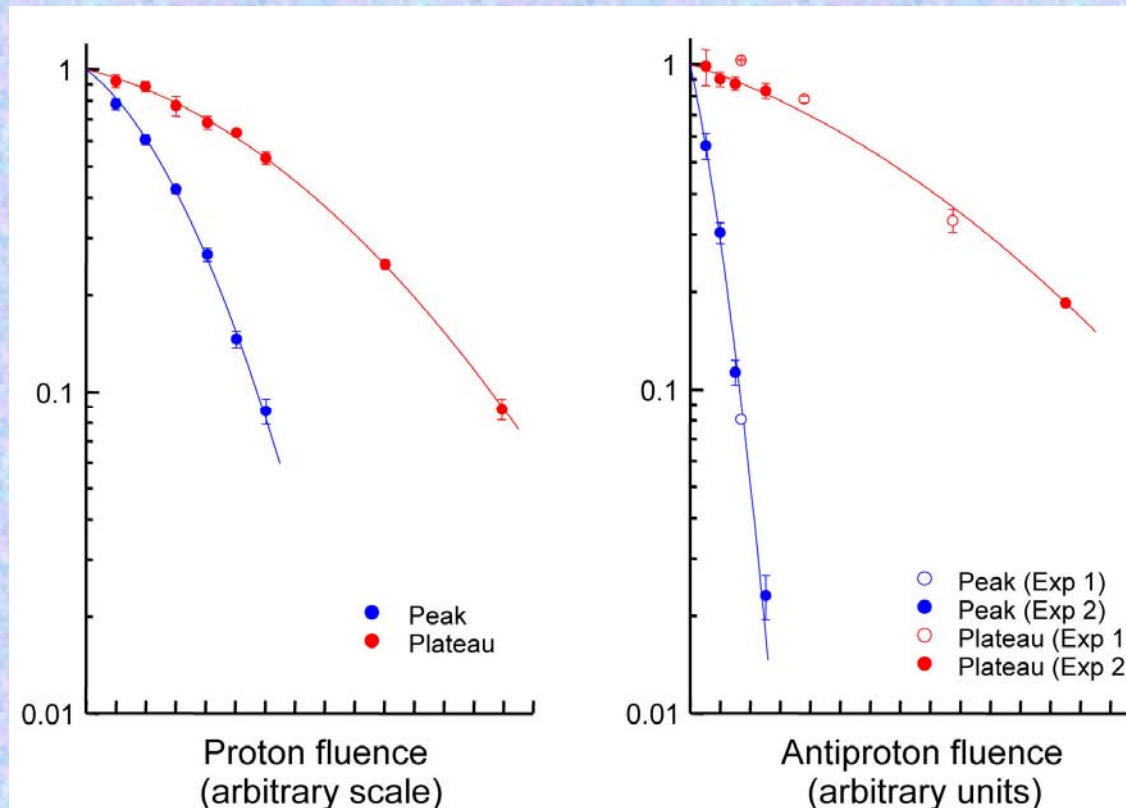 1
0.1
0.01
Peak
Plateau
Proton fluence
(arbitrary scale)
1
0.1
0.01
Peak (Exp 1)
Peak (Exp 2)
Plateau (Exp 1
Plateau (Exp 2
Antiproton fluence
(arbitrary units)